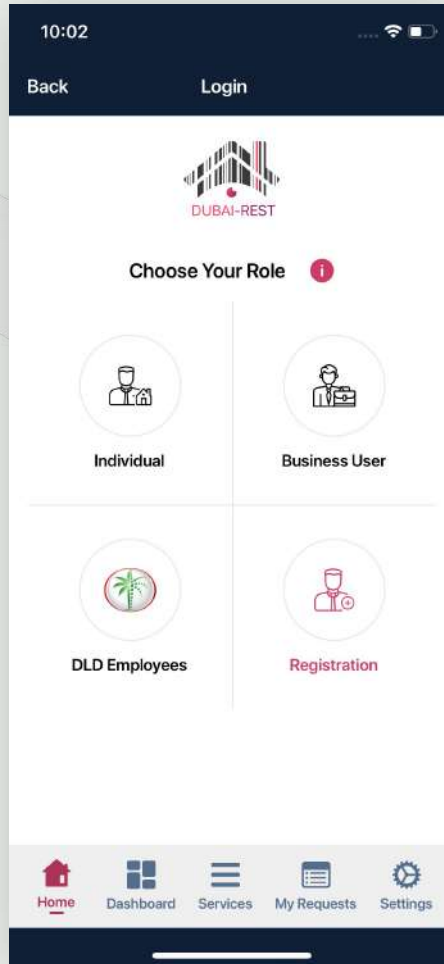 10:02
Back Login
DUBAI-REST
Choose Your Role i
Individual Business User
DLD Employees Registration
Home Dashboard Services My Requests Settings